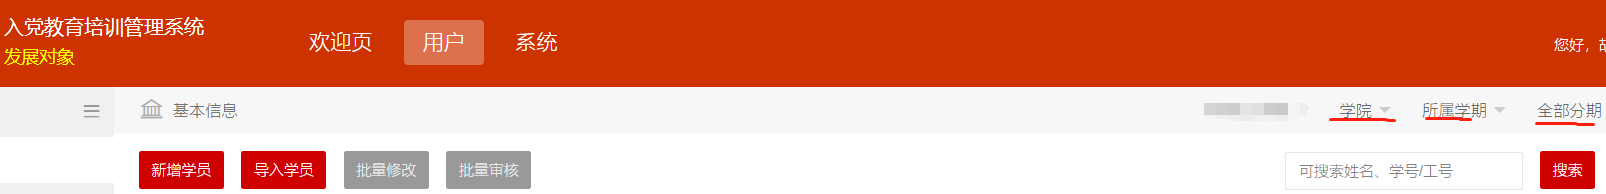 入党教育培训管理系统
发展对象
欢迎页 用户 系统
您好，胡
基本信息 学院 所属学期 全部分期
新增学员 导入学员 批量修改 批量审核 可搜索姓名、学号/工号 搜索